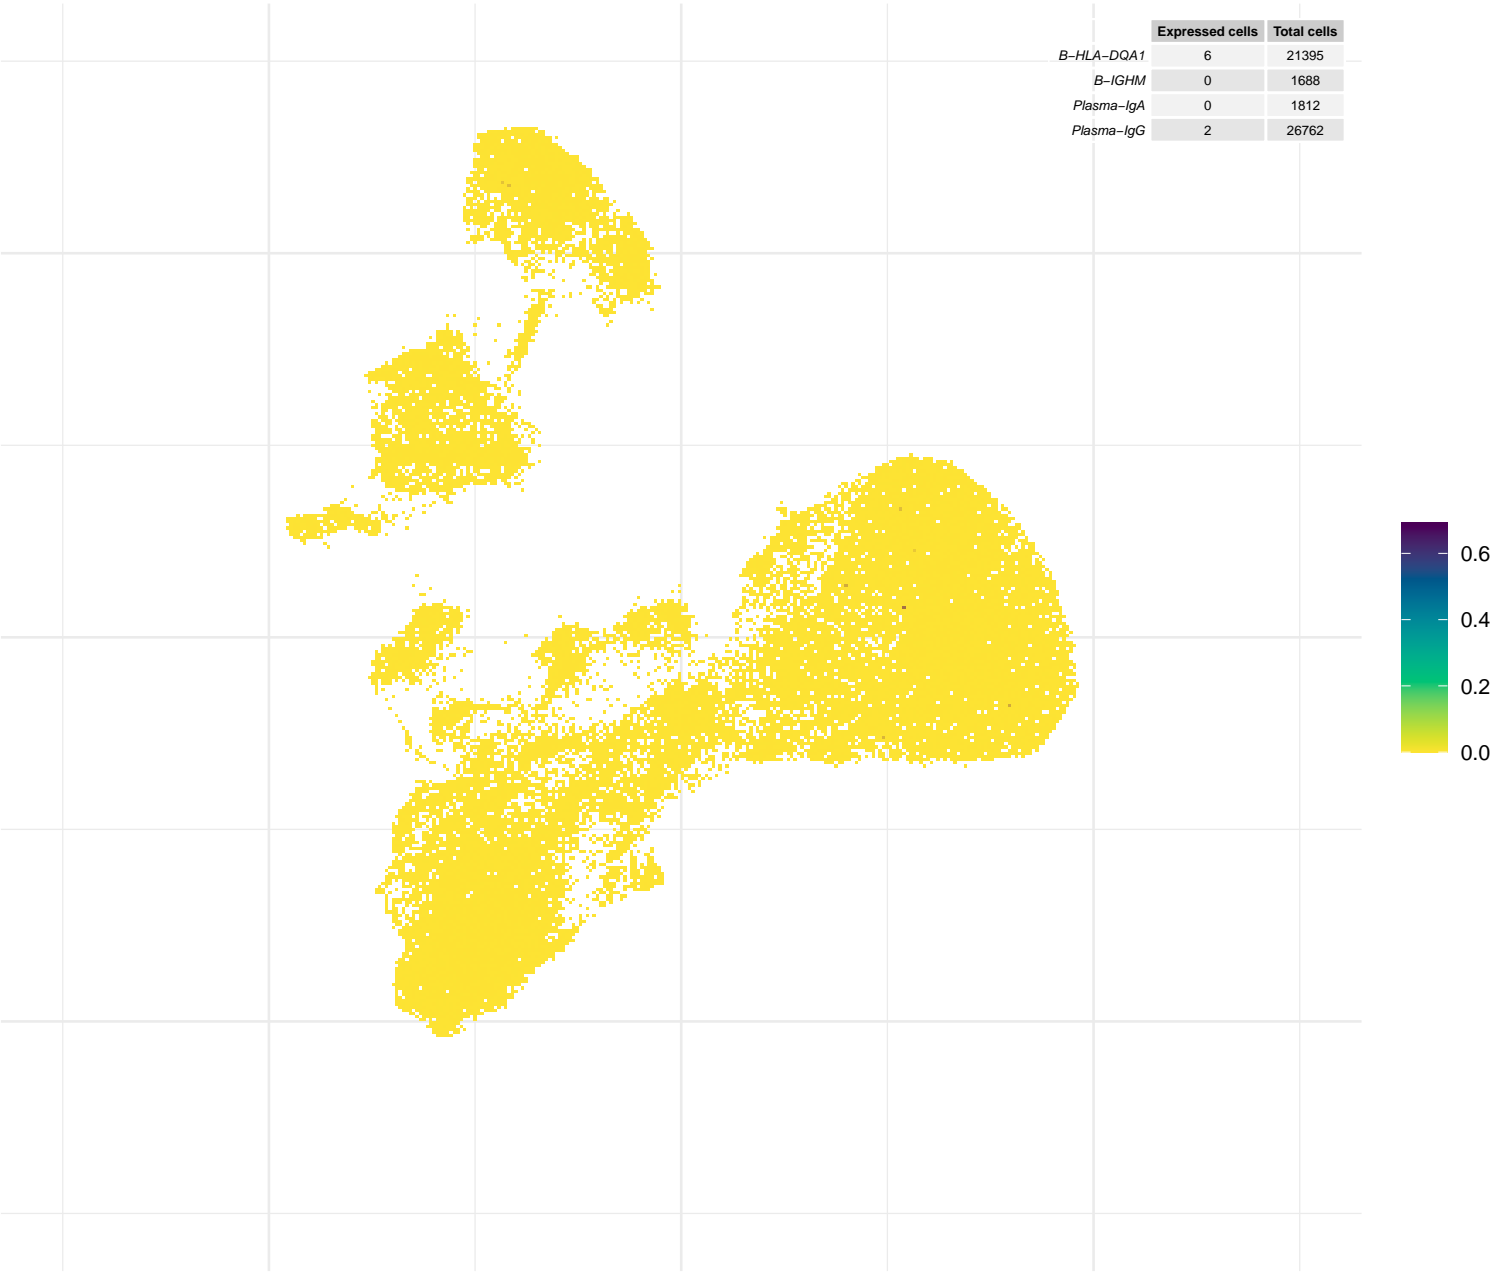 Expressed cells Total cells
B−HLA−DQA1 6 21395
B−IGHM 0 1688
Plasma−IgA 0 1812
Plasma−IgG 2 26762
0.6
0.4
0.2
0.0